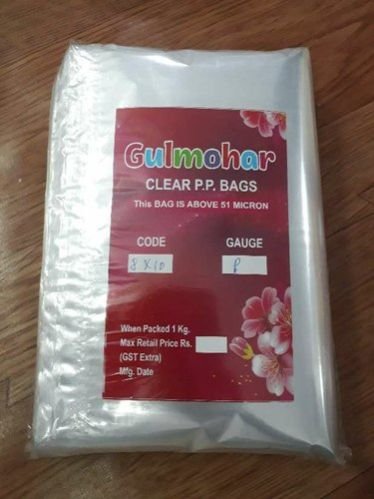 Gulmohar
CLEAR P.P. BAGS
This BAG IS ABOVE 51 MICRON
CODE GAUGE
8 X 10
When Packed 1 Kg.
Max Retail Price Rs.
(GST Extra)
Mfg. Date